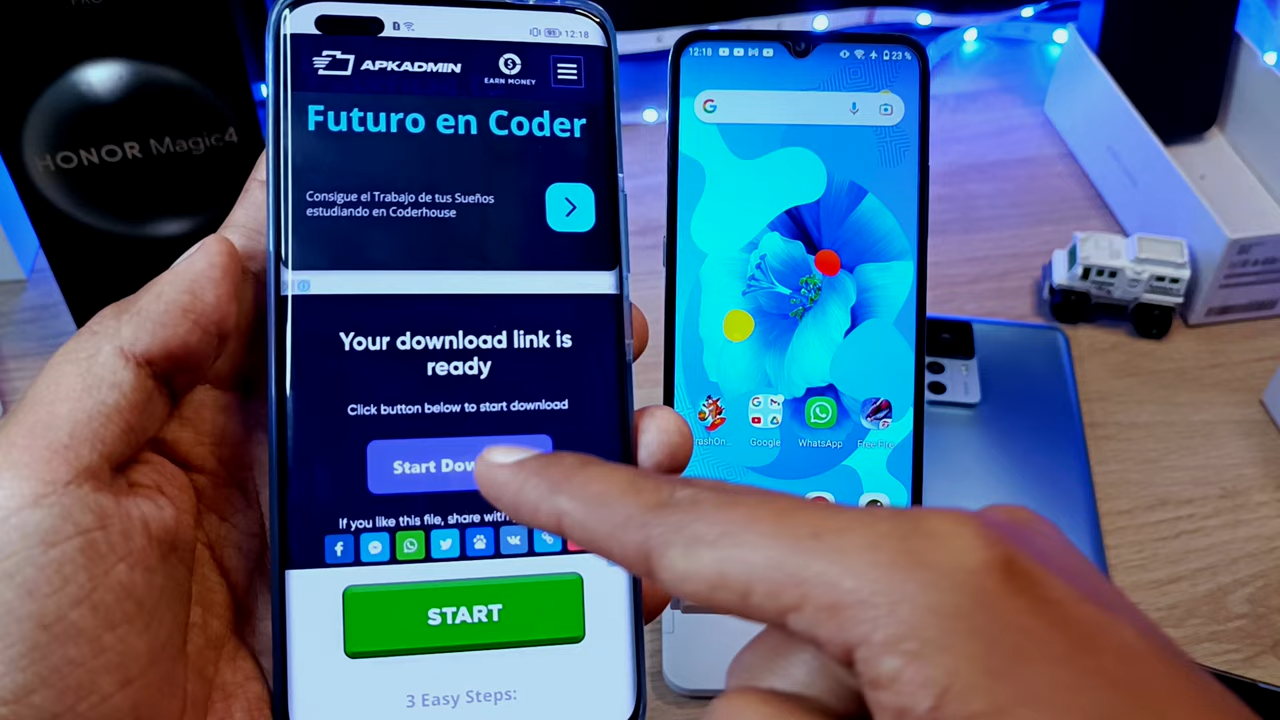 HONOR Magic4
12:18
APKADMIN
EARN MONEY
Futuro en Coder
Consigue el Trabajo de tus Sueños
estudiando en Coderhouse
Your download link is
ready
Click button below to start download
Start
If you like this file, share
START
3 Easy Steps:
12:18
23 %
Google
WhatsApp
Free Fire